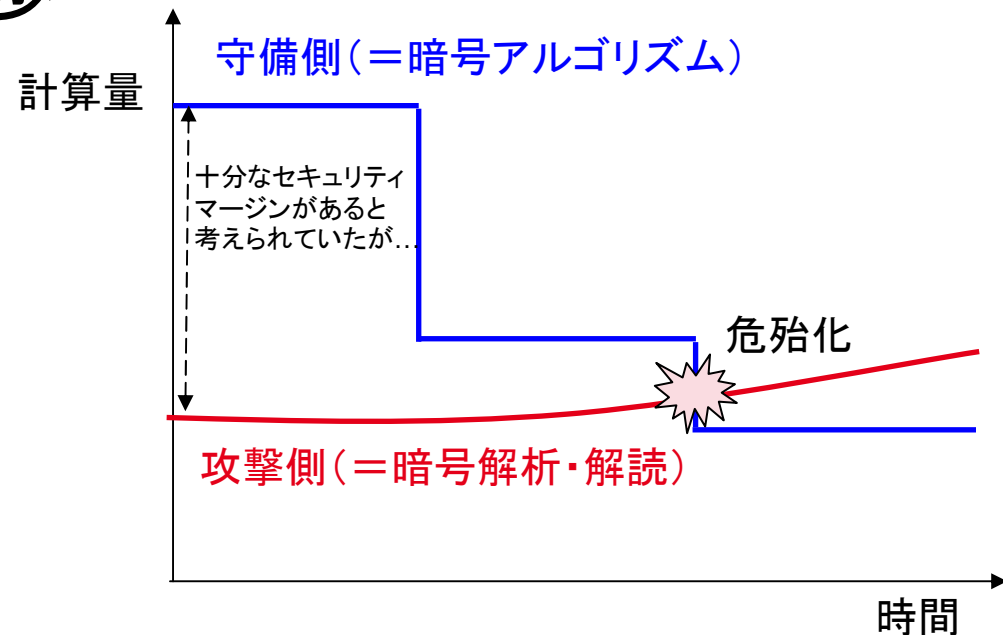 守備側(=暗号アルゴリズム)
計算量
十分なセキュリティ
マージンがあると
考えられていたが…
危殆化
攻撃側(=暗号解析・解読)
時間